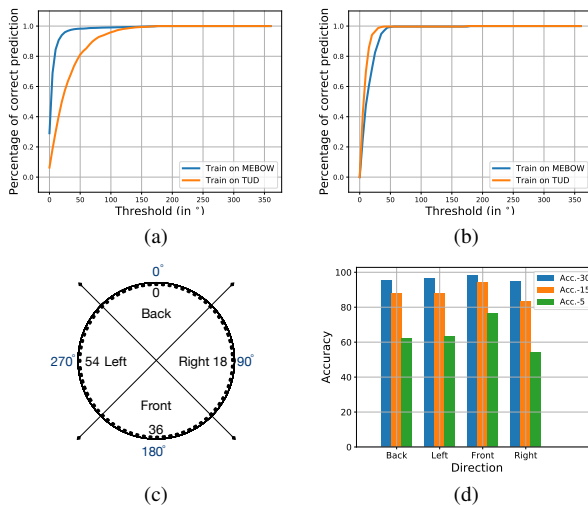 Percentage of correct prediction
1.0
0.8
0.6
0.4
0.2
0.0
Train on MEBOW
Train on TUD
0 50 100 150 200 250 300 350
Threshold (in °)
(a)
Percentage of correct prediction
1.0
0.8
0.6
0.4
0.2
0.0
Train on MEBOW
Train on TUD
0 50 100 150 200 250 300 350
Threshold (in °)
(b)
0°
0
Back
270° 54 Left Right 18 90°
Front
36
180°
(c)
Accuracy
100
80
60
40
20
0
Acc.-30
Acc.-15
Acc.-5
Back Left Front Right
Direction
(d)